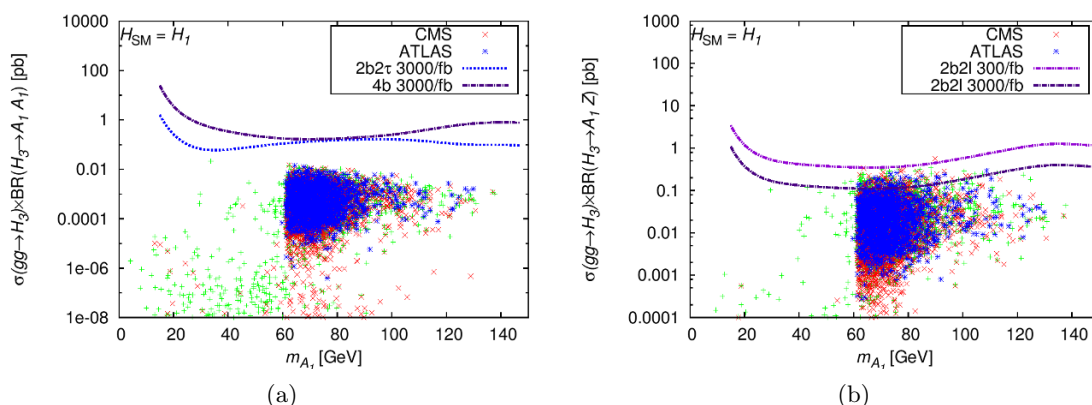 H_SM = H_1
CMS
ATLAS
2b2τ 3000/fb
4b 3000/fb
σ(gg→H_3)×BR(H_3→A_1 A_1) [pb]
10000
100
1
0.01
0.0001
1e-06
1e-08
0 20 40 60 80 100 120 140
m_A_1 [GeV]
(a)
H_SM = H_1
CMS
ATLAS
2b2l 300/fb
2b2l 3000/fb
σ(gg→H_3)×BR(H_3→A_1 Z) [pb]
1000
100
10
1
0.1
0.01
0.001
0.0001
0 20 40 60 80 100 120 140
m_A_1 [GeV]
(b)